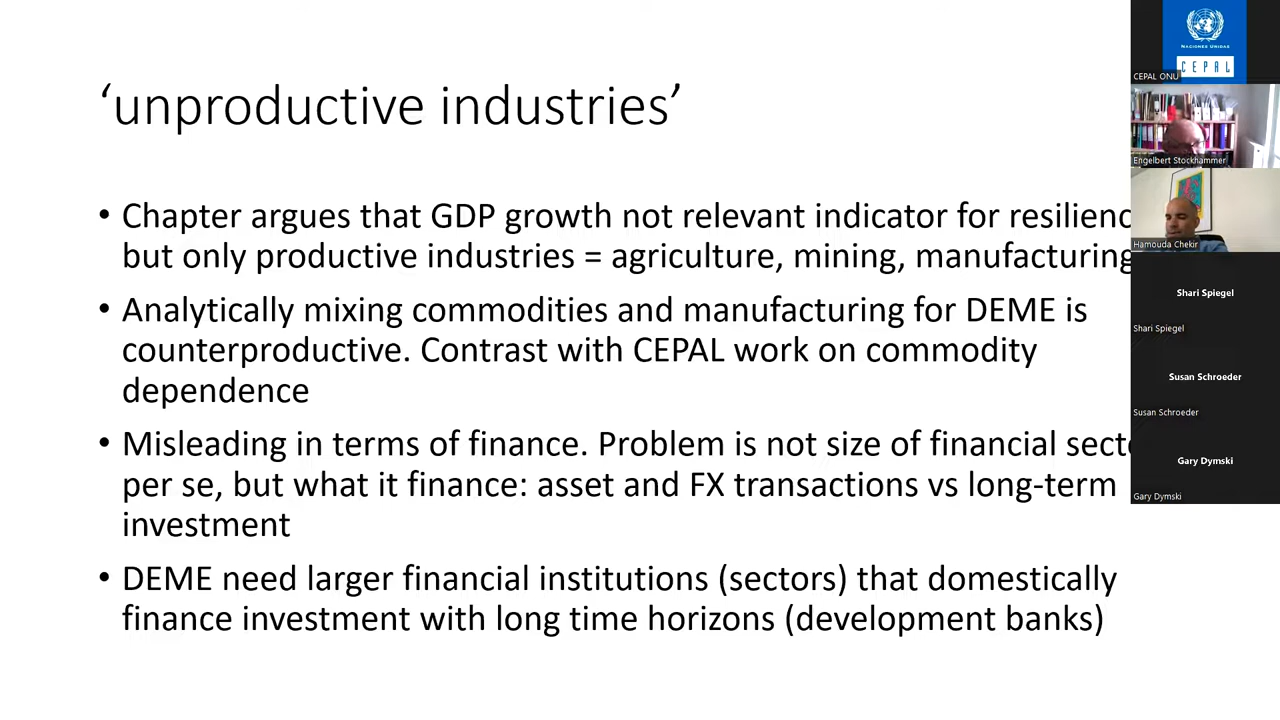 ‘unproductive industries’
• Chapter argues that GDP growth not relevant indicator for resilienc
but only productive industries = agriculture, mining, manufacturing
• Analytically mixing commodities and manufacturing for DEME is
counterproductive. Contrast with CEPAL work on commodity
dependence
• Misleading in terms of finance. Problem is not size of financial secto
per se, but what it finance: asset and FX transactions vs long-term
investment
• DEME need larger financial institutions (sectors) that domestically
finance investment with long time horizons (development banks)
NACIONES UNIDAS
CEPAL
CEPAL ONU
Engelbert Stockhammer
Hamouda Chekir
Shari Spiegel
Shari Spiegel
Susan Schroeder
Susan Schroeder
Gary Dymski
Gary Dymski